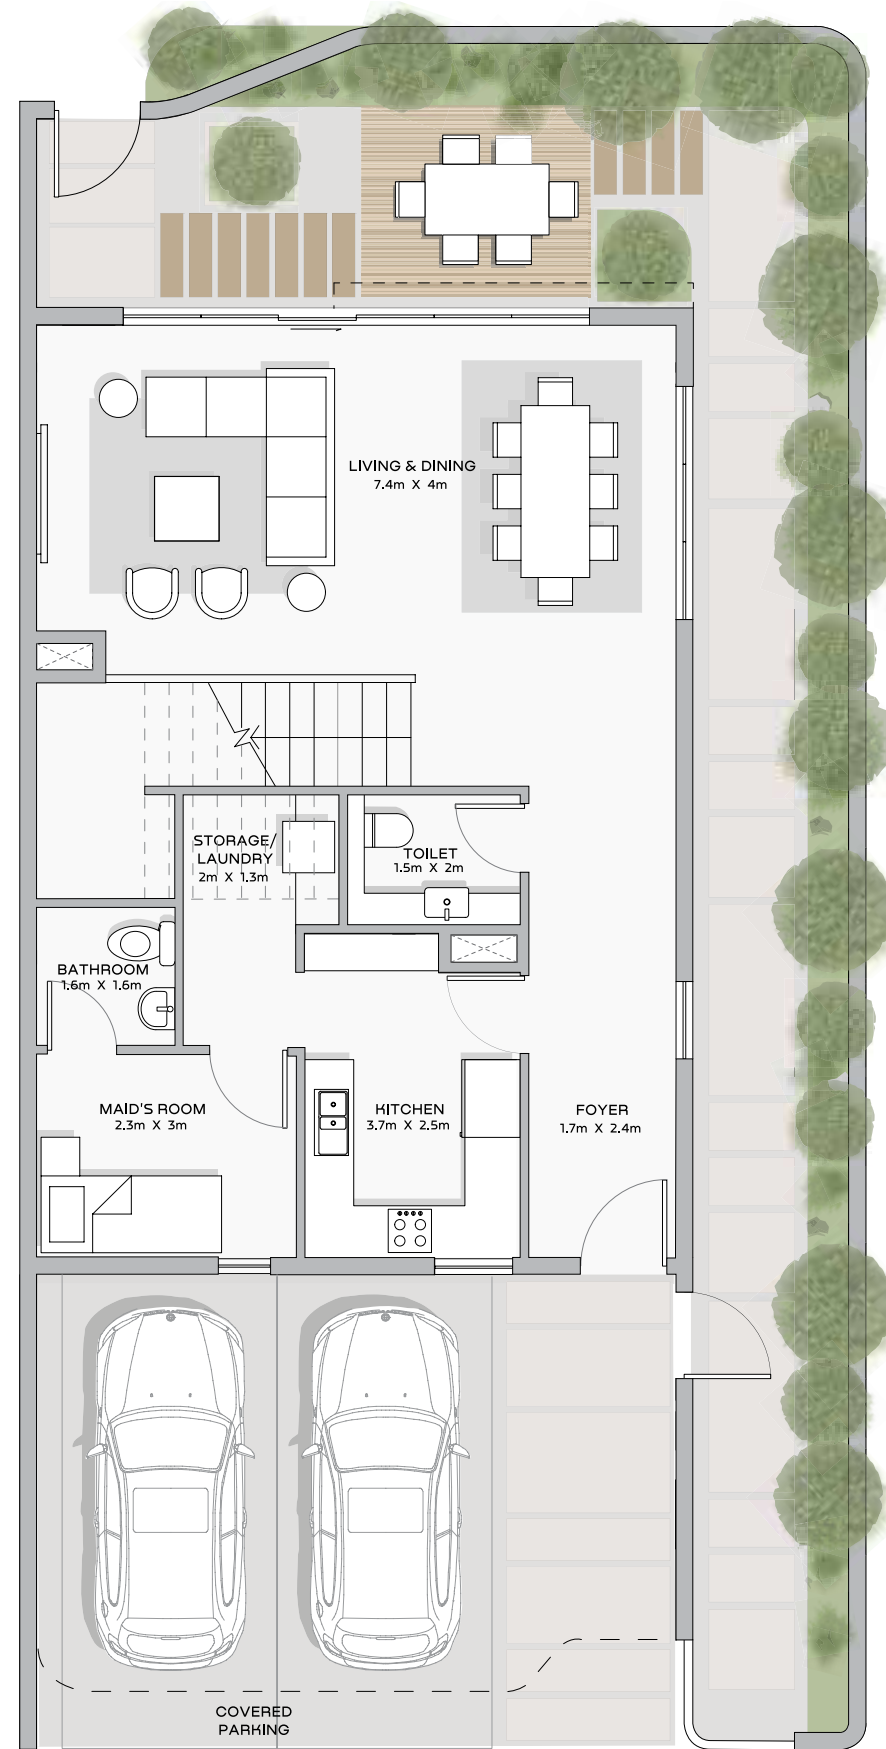 LIVING & DINING
7.4m X 4m
STORAGE/
LAUNDRY
2m X 1.3m
TOILET
1.5m X 2m
BATHROOM
1.6m X 1.6m
MAID'S ROOM
2.3m X 3m
KITCHEN
3.7m X 2.5m
FOYER
1.7m X 2.4m
COVERED
PARKING